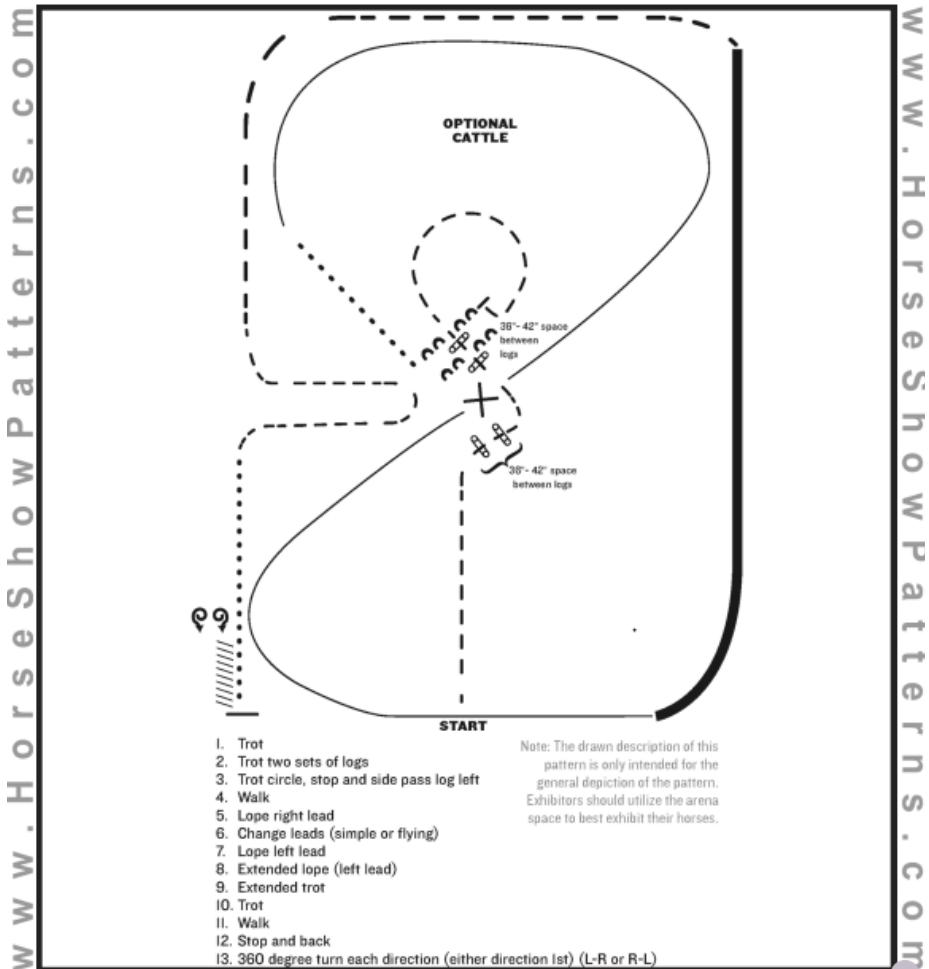 www.HorseShowPatterns.com
www.HorseShowPatterns.com
OPTIONAL
CATTLE
36"- 42" space
between
logs
36"- 42" space
between logs
START
1. Trot
2. Trot two sets of logs
3. Trot circle, stop and side pass log left
4. Walk
5. Lope right lead
6. Change leads (simple or flying)
7. Lope left lead
8. Extended lope (left lead)
9. Extended trot
10. Trot
11. Walk
12. Stop and back
13. 360 degree turn each direction (either direction 1st) (L-R or R-L)
Note: The drawn description of this
pattern is only intended for the
general depiction of the pattern.
Exhibitors should utilize the arena
space to best exhibit their horses.